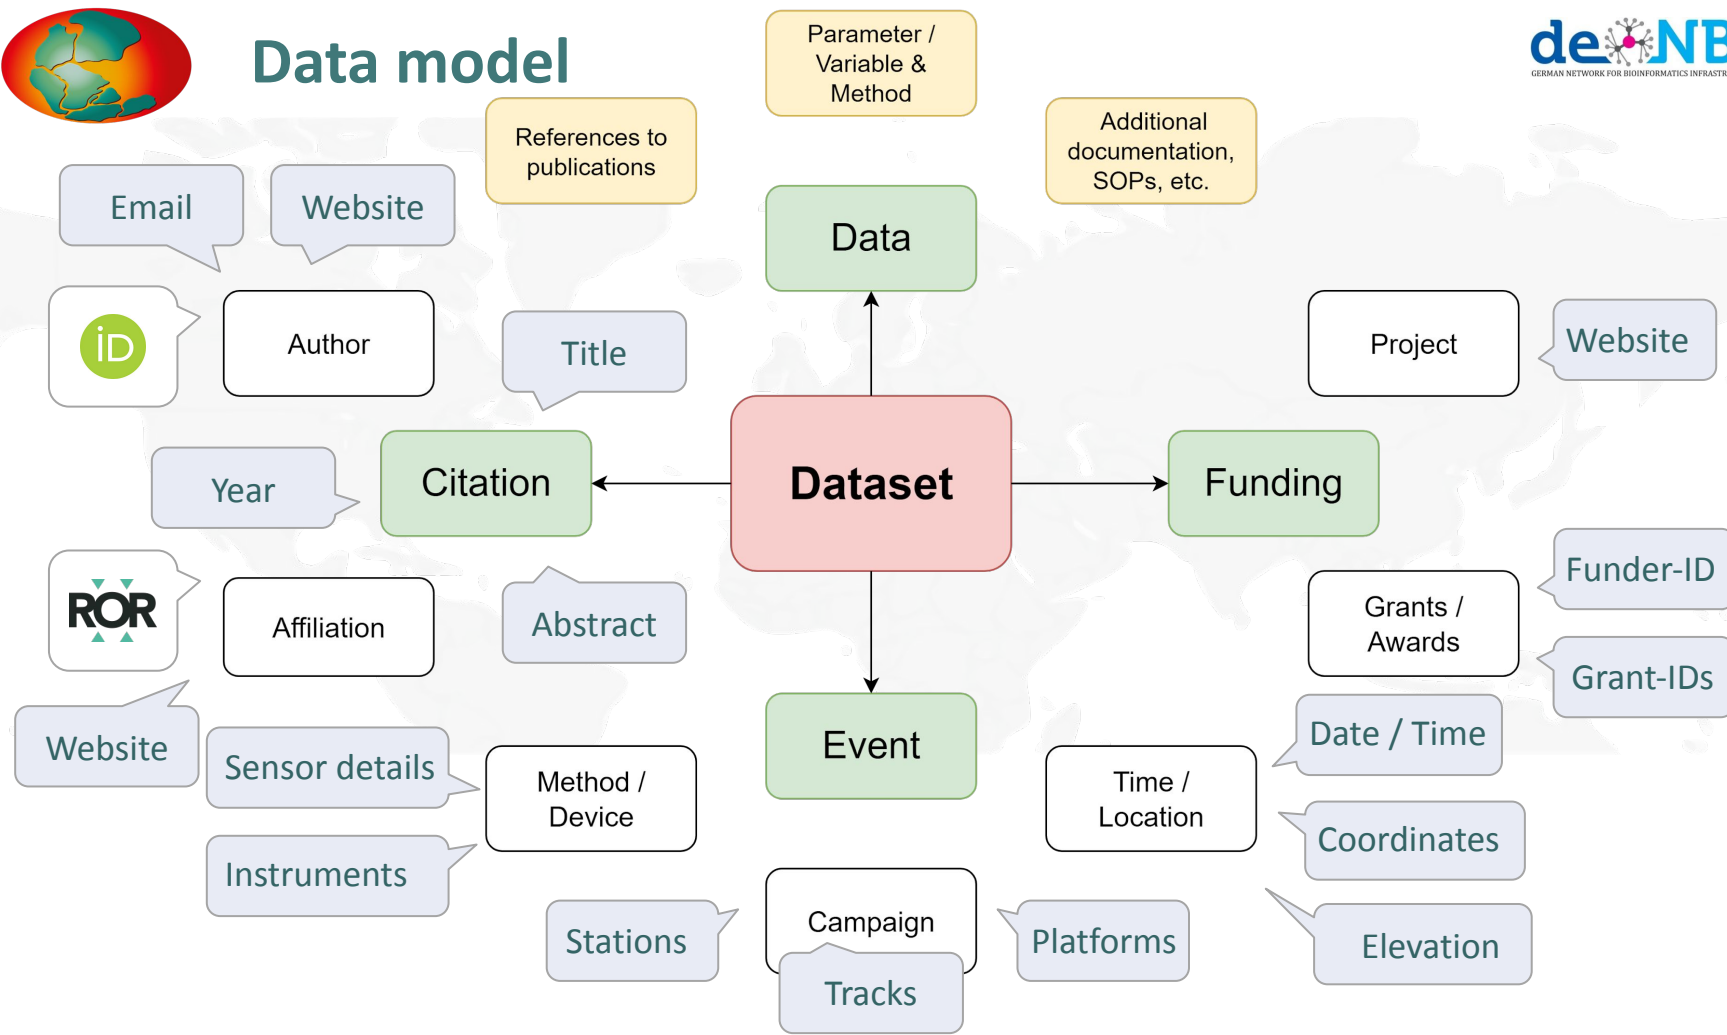 Data model
Parameter /
Variable &
Method
de NB
GERMAN NETWORK FOR BIOINFORMATICS INFRASTR
References to
publications
Additional
documentation,
SOPs, etc.
Email
Website
Data
iD
Author
Title
Project
Website
Year
Citation
Dataset
Funding
ROR
Affiliation
Abstract
Grants /
Awards
Funder-ID
Grant-IDs
Website
Sensor details
Method /
Device
Instruments
Event
Time /
Location
Date / Time
Coordinates
Elevation
Stations
Campaign
Platforms
Tracks